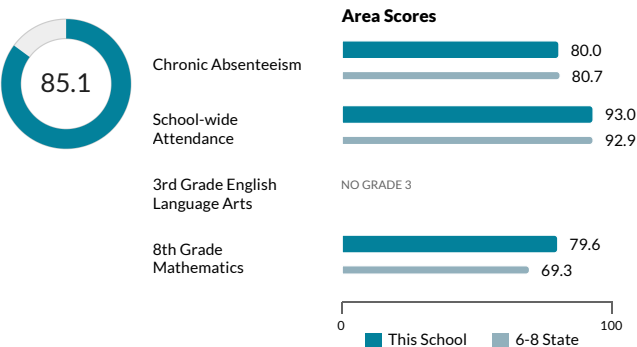 Area Scores
85.1
Chronic Absenteeism
80.0
80.7
School-wide
Attendance
93.0
92.9
3rd Grade English
Language Arts
NO GRADE 3
8th Grade
Mathematics
79.6
69.3
0
100
This School
6-8 State